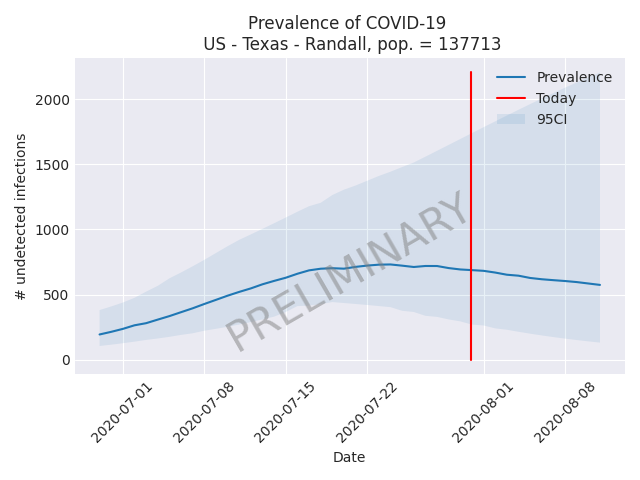 Prevalence of COVID-19
US - Texas - Randall, pop. = 137713
Prevalence
Today
95CI
# undetected infections
2000
1500
1000
500
0
PRELIMINARY
2020-07-01
2020-07-08
2020-07-15
2020-07-22
2020-08-01
2020-08-08
Date